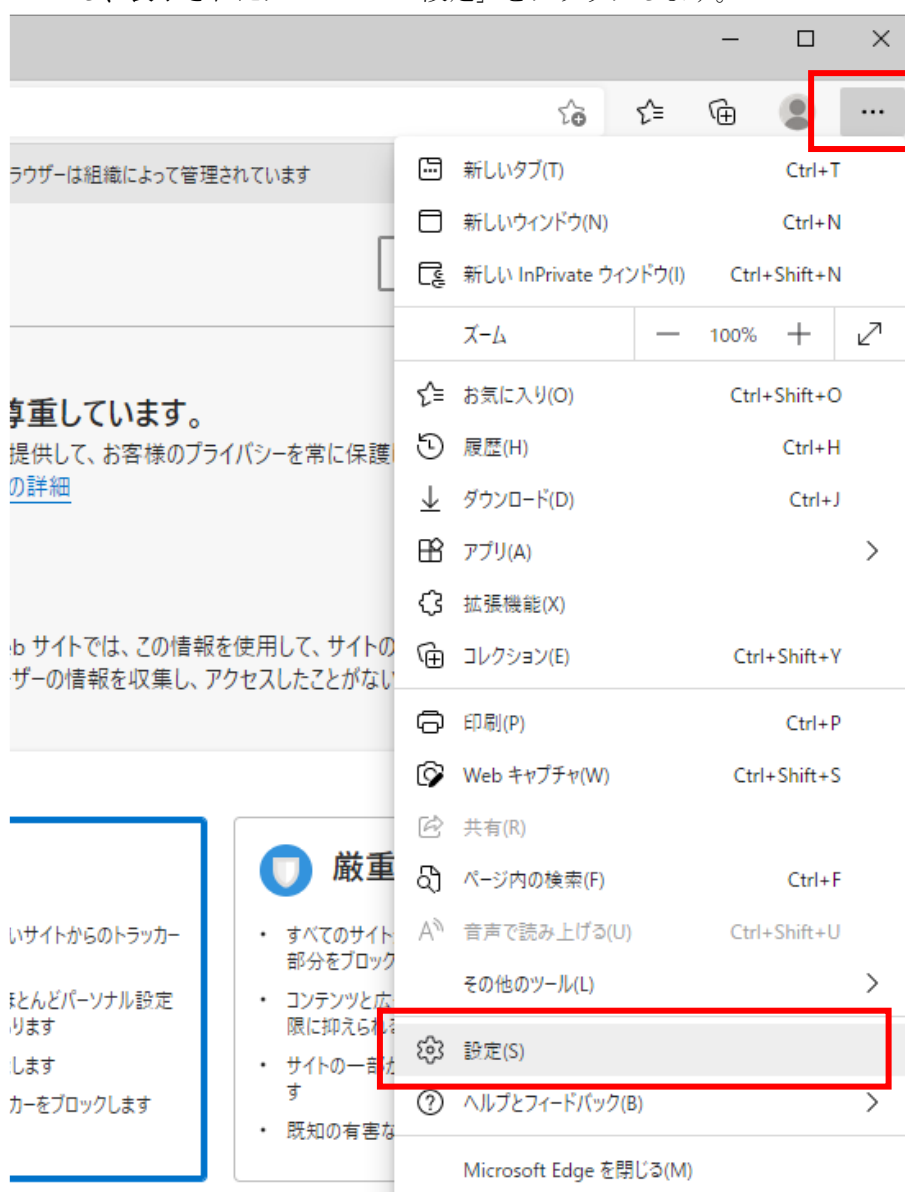 設定」をクリックします。
ラウザーは組織によって管理されています
新しいタブ(T) Ctrl+T
新しいウィンドウ(N) Ctrl+N
新しい InPrivate ウィンドウ(I) Ctrl+Shift+N
ズーム 100%
お気に入り(O) Ctrl+Shift+O
履歴(H) Ctrl+H
ダウンロード(D) Ctrl+J
アプリ(A)
拡張機能(X)
コレクション(E) Ctrl+Shift+Y
印刷(P) Ctrl+P
Web キャプチャ(W) Ctrl+Shift+S
共有(R)
ページ内の検索(F) Ctrl+F
音声で読み上げる(U) Ctrl+Shift+U
その他のツール(L)
設定(S)
ヘルプとフィードバック(B)
Microsoft Edge を閉じる(M)
尊重しています。
提供して、お客様のプライバシーを常に保護
の詳細
eb サイトでは、この情報を使用して、サイトの
ーザーの情報を収集し、アクセスしたことがない
いサイトからのトラッカー
ほとんどパーソナル設定
ります
します
カーをブロックします
厳重
・ すべてのサイト
部分をブロック
・ コンテンツと広
限に抑えられ
・ サイトの一部が
す
・ 既知の有害な